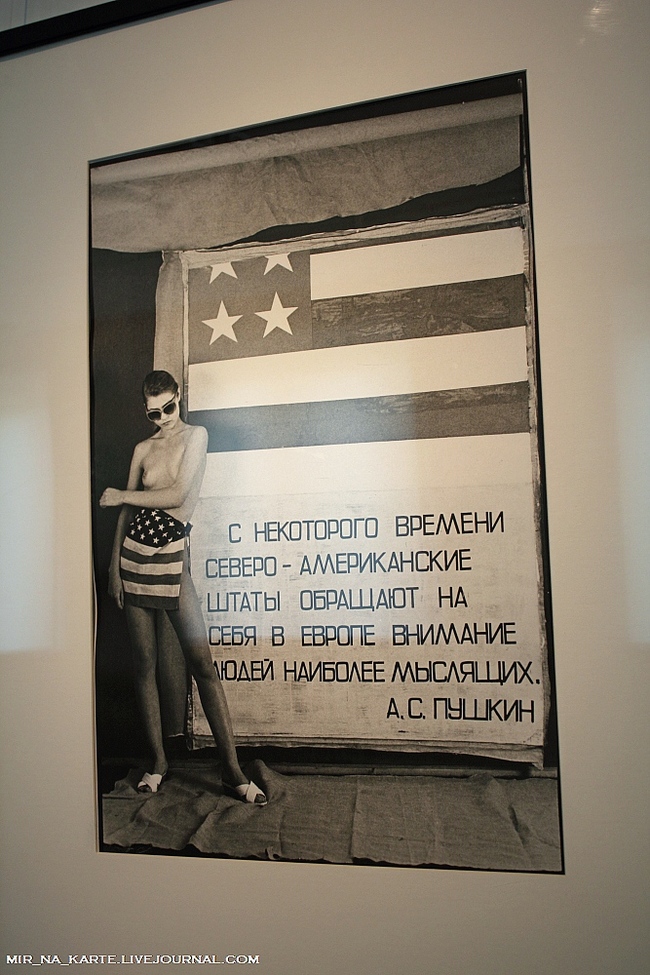 С НЕКОТОРОГО ВРЕМЕНИ
СЕВЕРО - АМЕРИКАНСКИЕ
ШТАТЫ ОБРАЩАЮТ НА
СЕБЯ В ЕВРОПЕ ВНИМАНИЕ
ЛЮДЕЙ НАИБОЛЕЕ МЫСЛЯЩИХ.
А.С. ПУШКИН
MIR_NA_KARTE.LIVEJOURNAL.COM